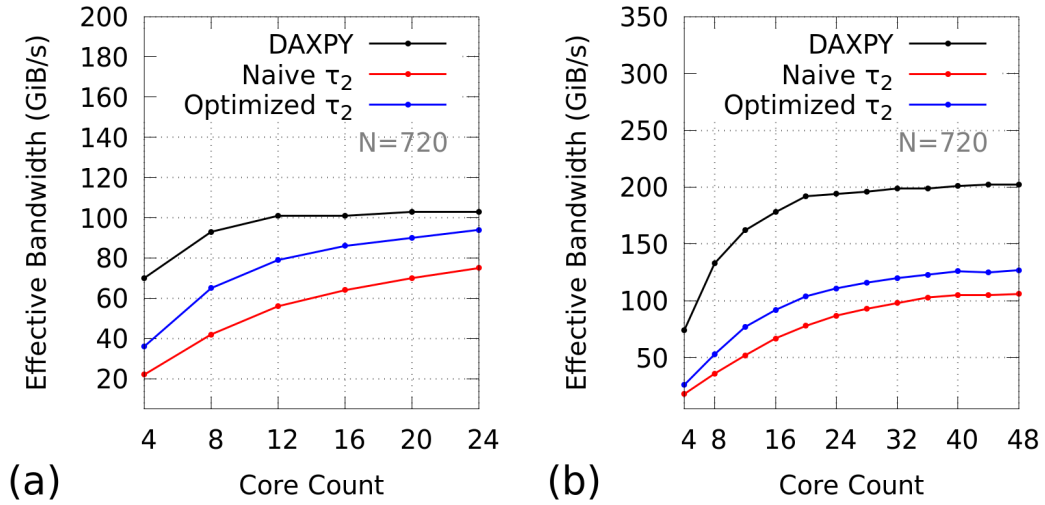 200
180
160
140
120
100
80
60
40
20
Effective Bandwidth (GiB/s)
DAXPY
Naive τ₂
Optimized τ₂
N=720
4 8 12 16 20 24
Core Count
(a)
350
300
250
200
150
100
50
Effective Bandwidth (GiB/s)
DAXPY
Naive τ₂
Optimized τ₂
N=720
4 8 16 24 32 40 48
Core Count
(b)